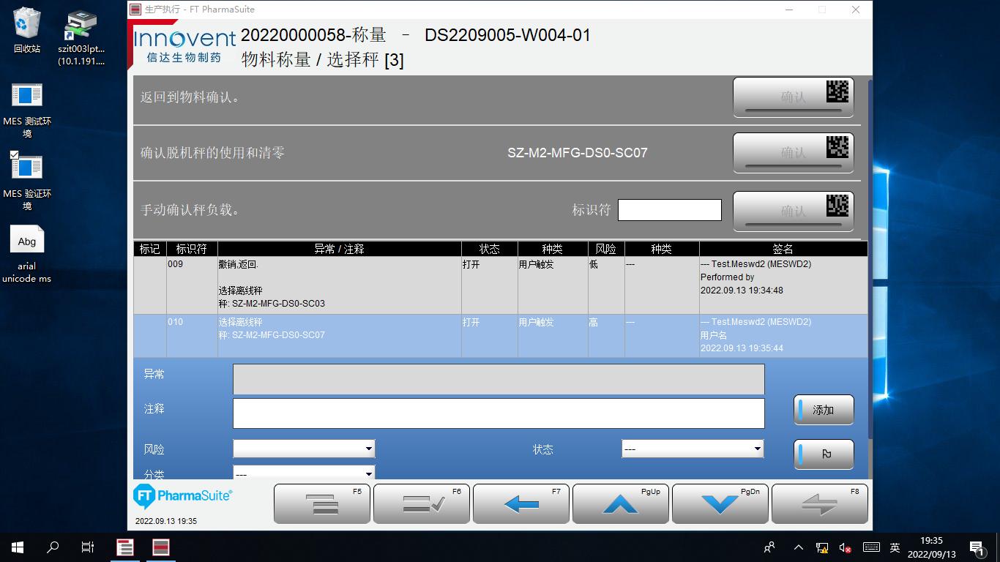 回收站
szit003lpt...
(10.1.191....
MES 测试环
境
MES 验证环
境
Abg
arial
unicode ms
生产执行 - FT PharmaSuite
Innovent
信达生物制药
20220000058-称量 - DS2209005-W004-01
物料称量 / 选择秤 [3]
返回到物料确认。
确认
确认脱机秤的使用和清零
SZ-M2-MFG-DS0-SC07
确认
手动确认秤负载。
标识符
确认
标记 标识符 异常 / 注释 状态 种类 风险 种类 签名
009 撤销,返回. 打开 用户触发 低 --- --- Test.Meswd2 (MESWD2)
Performed by
选择离线秤 2022.09.13 19:34:48
秤: SZ-M2-MFG-DS0-SC03
010 选择离线秤 打开 用户触发 高 --- --- Test.Meswd2 (MESWD2)
秤: SZ-M2-MFG-DS0-SC07 用户名
2022.09.13 19:35:44
异常
注释
添加
风险
状态
---
分类
---
FT PharmaSuite®
2022.09.13 19:35
F5
F6
F7
PgUp
PgDn
F8
英
19:35
2022/09/13
1